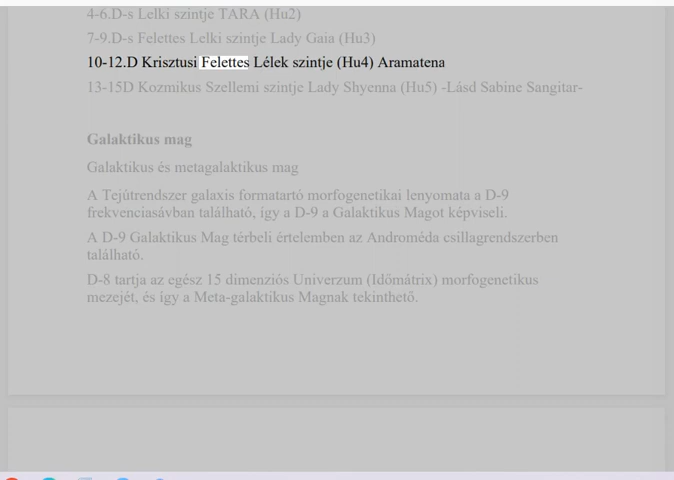 4-6.D-s Lelki szintje TARA (Hu2)
7-9.D-s Felettes Lelki szintje Lady Gaia (Hu3)
10-12.D Krisztusi Felettes Lélek szintje (Hu4) Aramatena
13-15D Kozmikus Szellemi szintje Lady Shyenna (Hu5) -Lásd Sabine Sangitar-
Galaktikus mag
Galaktikus és metagalaktikus mag
A Tejútrendszer galaxis formatartó morfogenetikai lenyomata a D-9
frekvenciasávban található, így a D-9 a Galaktikus Magot képviseli.
A D-9 Galaktikus Mag térbeli értelemben az Androméda csillagrendszerben
található.
D-8 tartja az egész 15 dimenziós Univerzum (Időmátrix) morfogenetikus
mezejét, és így a Meta-galaktikus Magnak tekinthető.